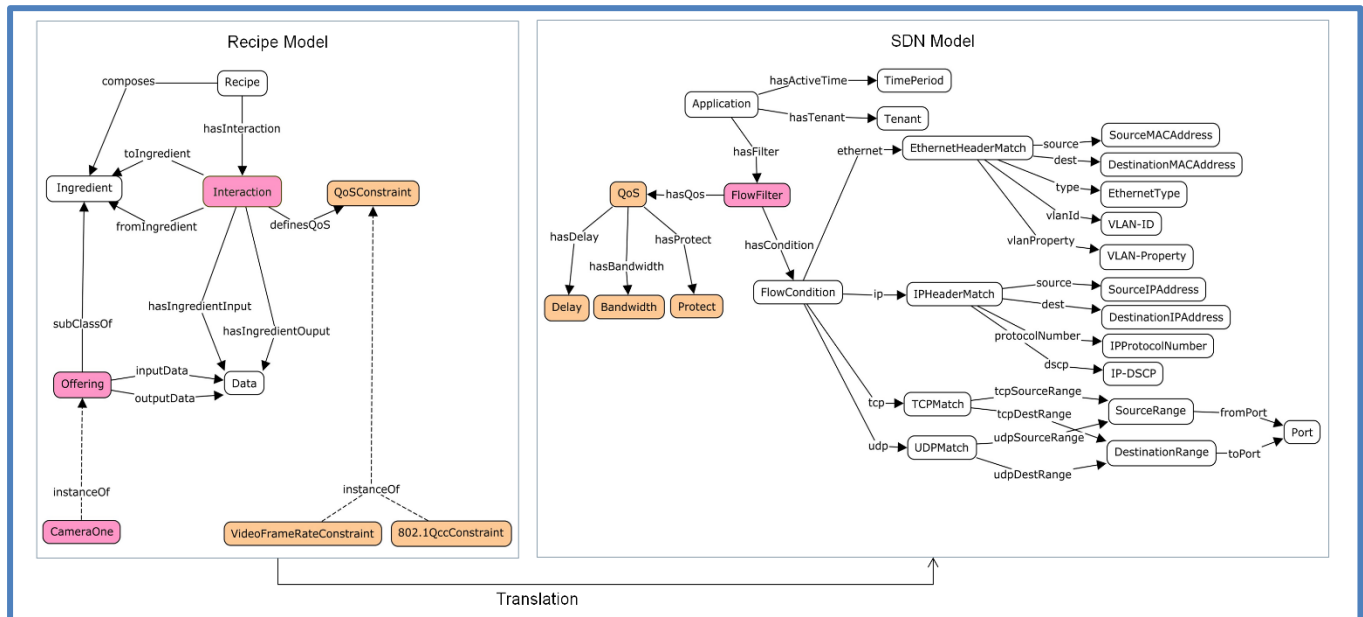 Recipe Model
composes
Recipe
hasInteraction
toIngredient
Ingredient
Interaction
QoSConstraint
fromIngredient
definesQoS
hasIngredientInput
hasIngredientOuput
subClassOf
Offering
inputData
outputData
Data
instanceOf
instanceOf
CameraOne
VideoFrameRateConstraint
802.1QccConstraint
SDN Model
hasActiveTime
TimePeriod
Application
hasTenant
Tenant
hasFilter
ethernet
EthernetHeaderMatch
source
SourceMACAddress
dest
DestinationMACAddress
type
EthernetType
vlanId
VLAN-ID
vlanProperty
VLAN-Property
QoS
hasQos
FlowFilter
hasDelay
hasBandwidth
hasProtect
hasCondition
Delay
Bandwidth
Protect
FlowCondition
ip
IPHeaderMatch
source
SourceIPAddress
dest
DestinationIPAddress
protocolNumber
IPProtocolNumber
dscp
IP-DSCP
tcp
TCPMatch
tcpSourceRange
tcpDestRange
SourceRange
fromPort
Port
udp
UDPMatch
udpSourceRange
udpDestRange
DestinationRange
toPort
Translation